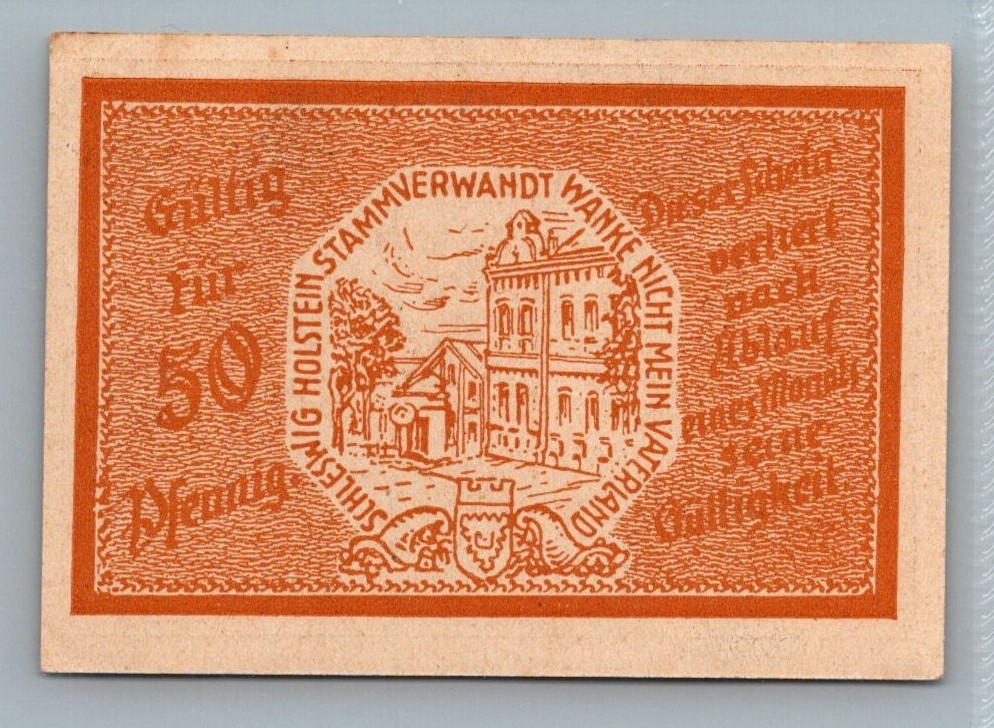 Gültig
für
50
Pfennig.
SCHLESWIG HOLSTEIN STAMMVERWANDT WANKE NICHT MEIN VATERLAND
Dieser Schein
verliert
nach
Ablauf
eines Monats
seine
Gültigkeit